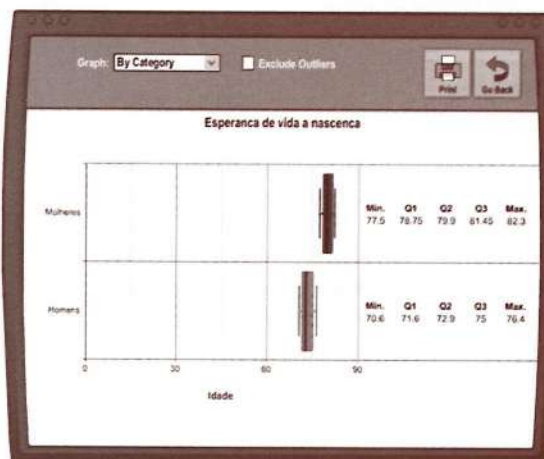 Graph: By Category Exclude Outliers
Print Go Back
Esperanca de vida a nascenca
Mulheres
Min. Q1 Q2 Q3 Max.
77.5 78.75 79.9 81.45 82.3
Homens
Min. Q1 Q2 Q3 Max.
70.6 71.6 72.9 75 76.4
0 30 60 90
Idade